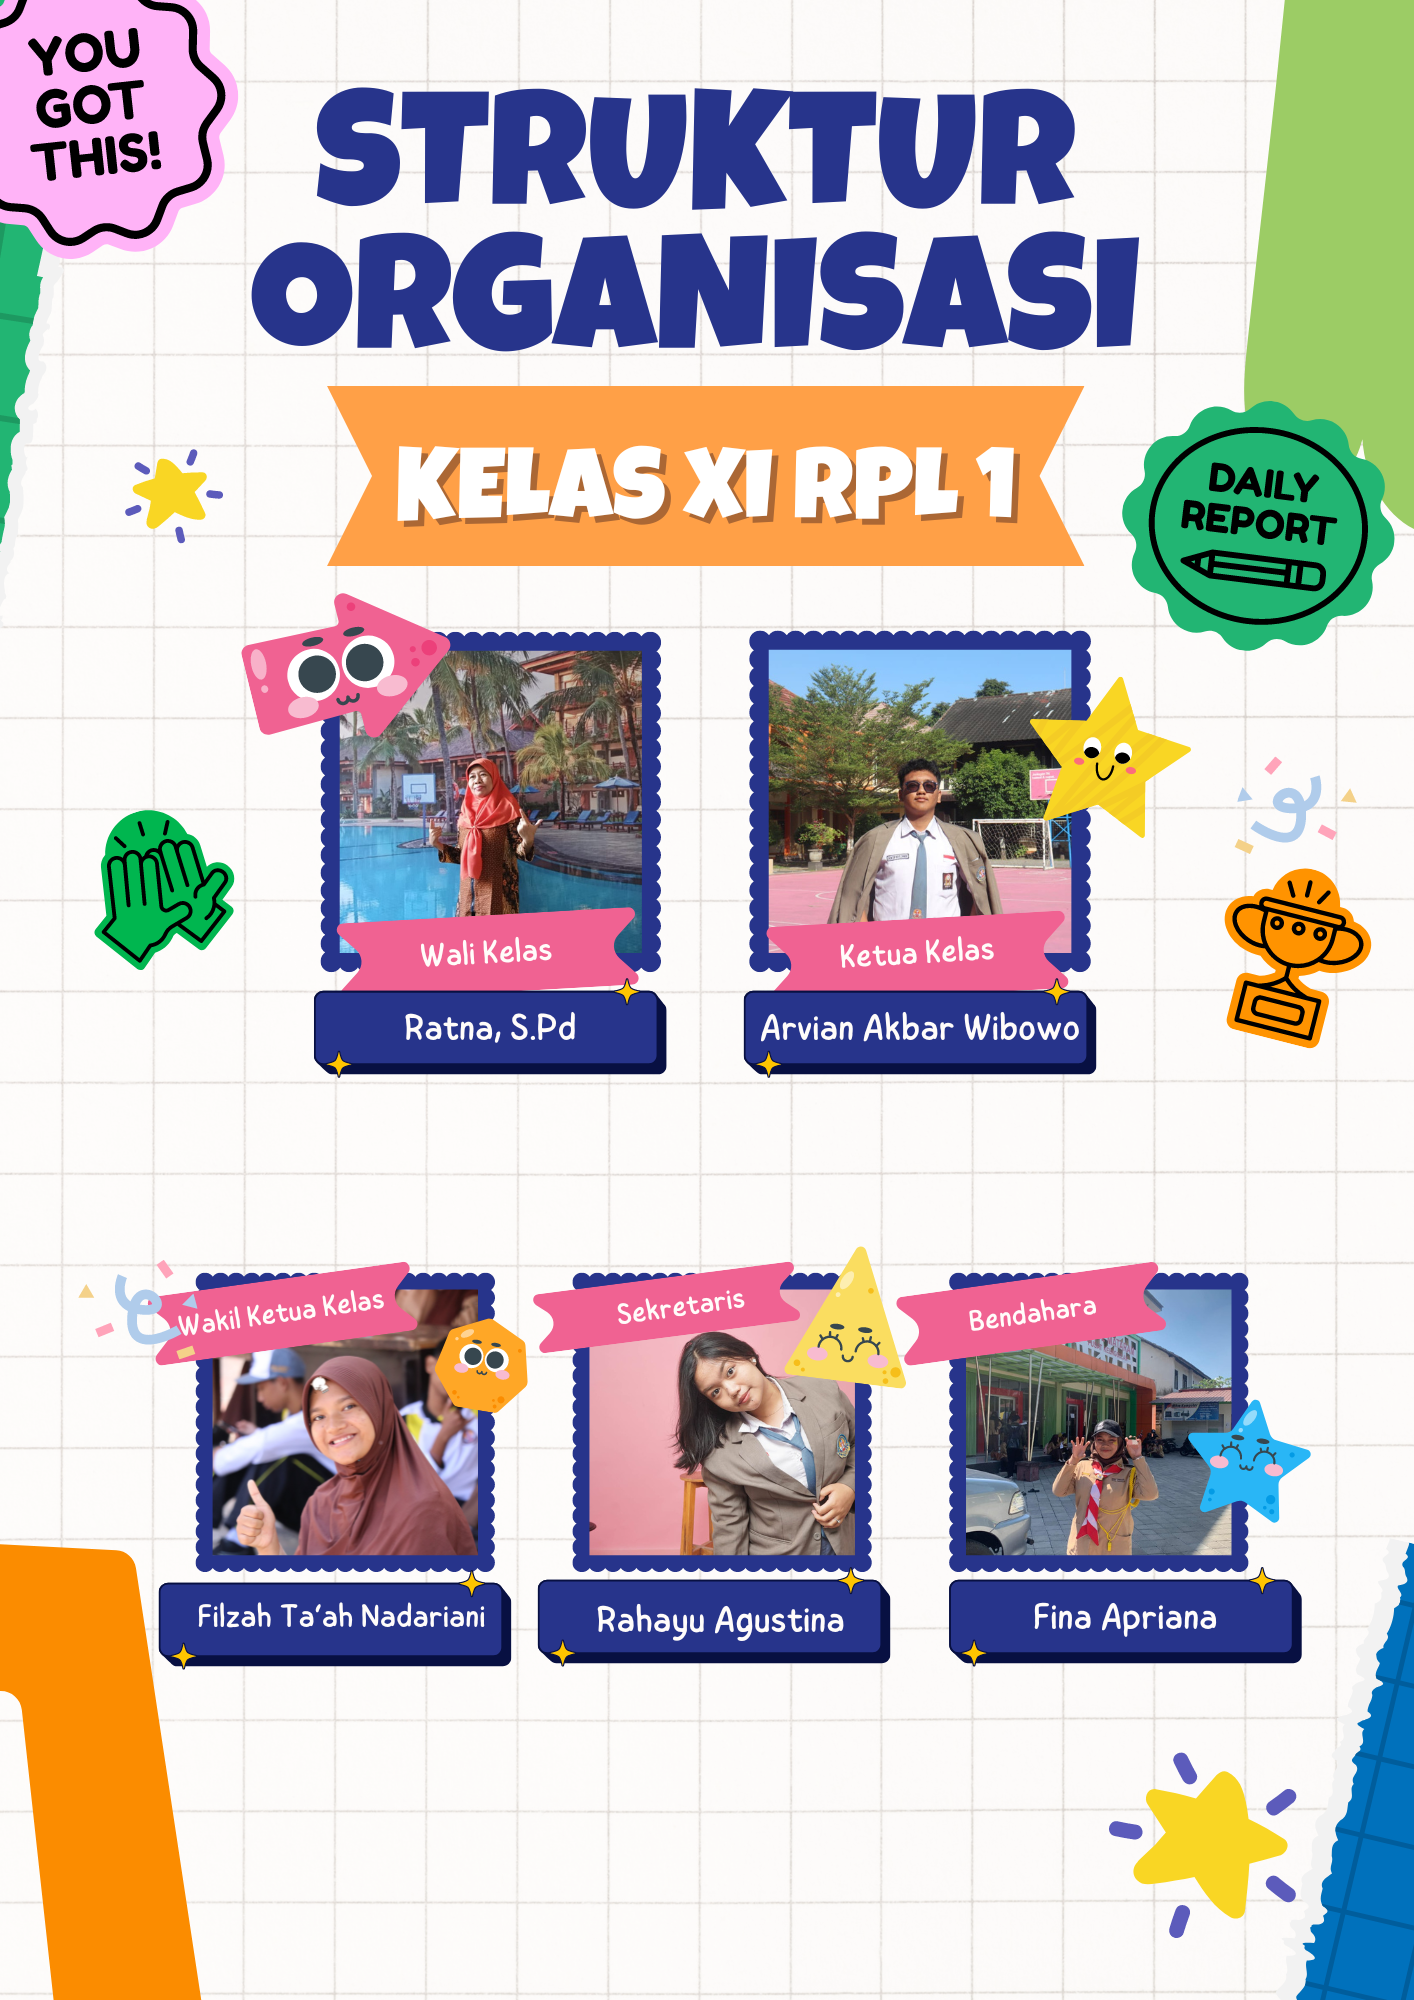 YOU
GOT
THIS!
STRUKTUR
ORGANISASI
KELAS XI RPL 1
DAILY
REPORT
Wali Kelas
Ratna, S.Pd
Ketua Kelas
Arvian Akbar Wibowo
Wakil Ketua Kelas
Filzah Ta'ah Nadariani
Sekretaris
Rahayu Agustina
Bendahara
Fina Apriana